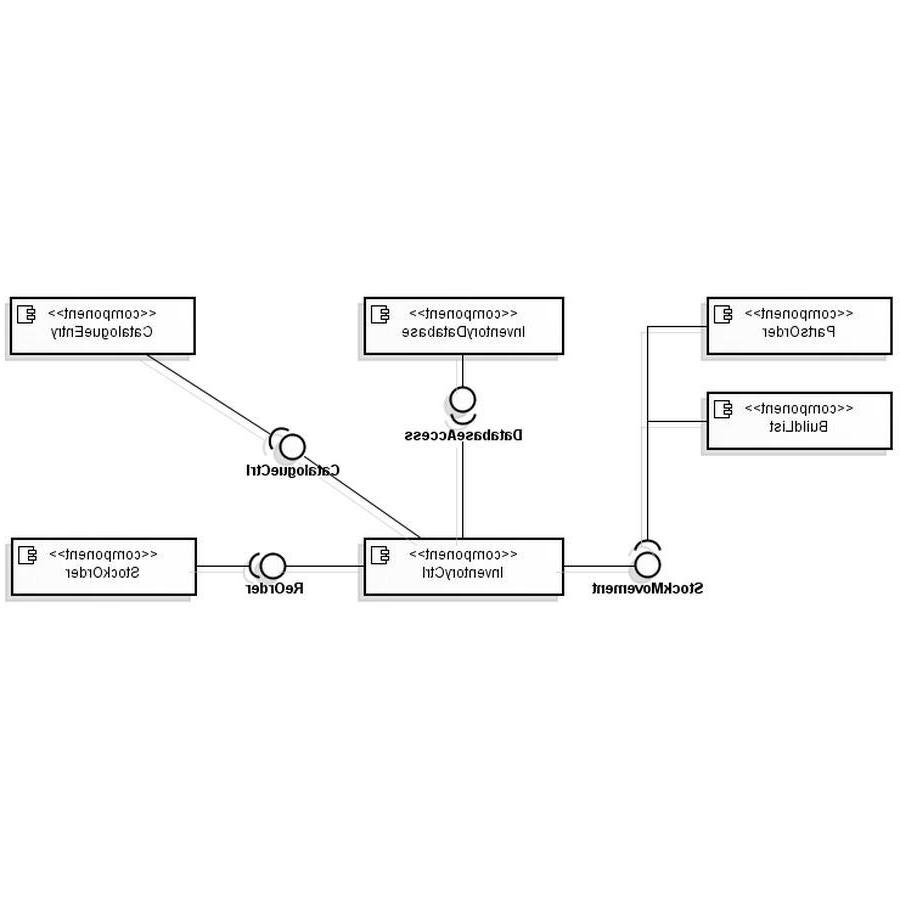 <<component>>
CatalogueEntry
<<component>>
InventoryDatabase
<<component>>
PartsOrder
<<component>>
BuildList
DatabaseAccess
CatalogueCtrl
<<component>>
StockOrder
<<component>>
InventoryCtrl
ReOrder
StockMovement